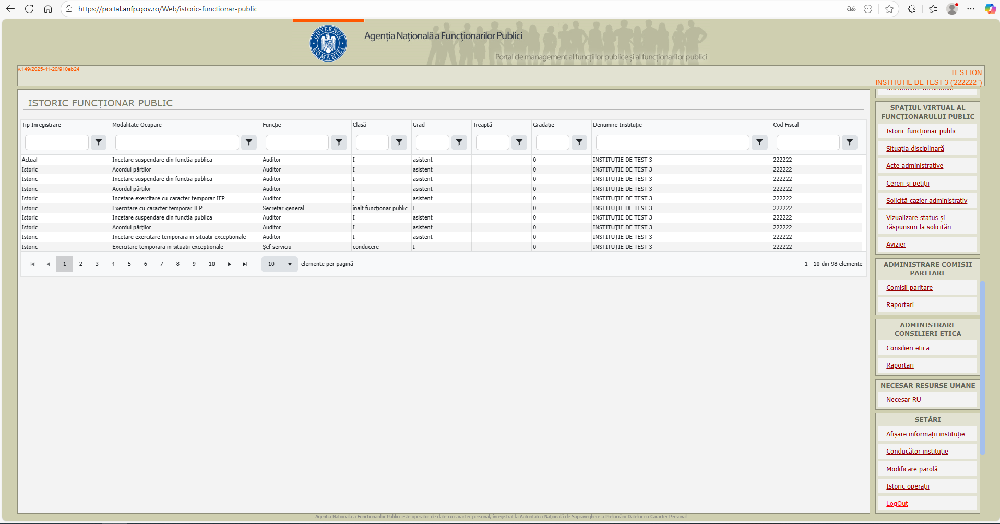 https://portal.anfp.gov.ro/Web/istoric-functionar-public
GUVERNUL ROMÂNIEI
Agenția Națională a Funcționarilor Publici
Portal de management al funcțiilor publice și al funcționarilor publici
v.149/2025-11-20/910eb24
TEST ION
INSTITUȚIE DE TEST 3 ('222222 ')
ISTORIC FUNCȚIONAR PUBLIC
Tip Inregistrare Modalitate Ocupare Funcție Clasă Grad Treaptă Gradație Denumire Instituție Cod Fiscal
Actual Incetare suspendare din functia publica Auditor I asistent 0 INSTITUȚIE DE TEST 3 222222
Istoric Acordul părților Auditor I asistent 0 INSTITUȚIE DE TEST 3 222222
Istoric Incetare suspendare din functia publica Auditor I asistent 0 INSTITUȚIE DE TEST 3 222222
Istoric Acordul părților Auditor I asistent 0 INSTITUȚIE DE TEST 3 222222
Istoric Incetare exercitare cu caracter temporar IFP Auditor I asistent 0 INSTITUȚIE DE TEST 3 222222
Istoric Exercitare cu caracter temporar IFP Secretar general înalt funcționar public I 0 INSTITUȚIE DE TEST 3 222222
Istoric Incetare suspendare din functia publica Auditor I asistent 0 INSTITUȚIE DE TEST 3 222222
Istoric Acordul părților Auditor I asistent 0 INSTITUȚIE DE TEST 3 222222
Istoric Incetare exercitare temporara in situatii exceptionale Auditor I asistent 0 INSTITUȚIE DE TEST 3 222222
Istoric Exercitare temporara in situatii exceptionale Șef serviciu conducere I 0 INSTITUȚIE DE TEST 3 222222
1 2 3 4 5 6 7 8 9 10 10 elemente per pagină 1 - 10 din 98 elemente
Documente de semnat
SPAȚIUL VIRTUAL AL
FUNCȚIONARULUI PUBLIC
Istoric funcționar public
Situația disciplinară
Acte administrative
Cereri și petiții
Solicită cazier administrativ
Vizualizare status și
răspunsuri la solicitări
Avizier
ADMINISTRARE COMISII
PARITARE
Comisii paritare
Raportari
ADMINISTRARE
CONSILIERI ETICA
Consilieri etica
Raportari
NECESAR RESURSE UMANE
Necesar RU
SETĂRI
Afișare informații instituție
Conducător instituție
Modificare parolă
Istoric operații
LogOut
Agentia Nationala a Functionarilor Publici este operator de date cu caracter personal, înregistrat la Autoritatea Națională de Supraveghere a Prelucrării Datelor cu Caracter Personal